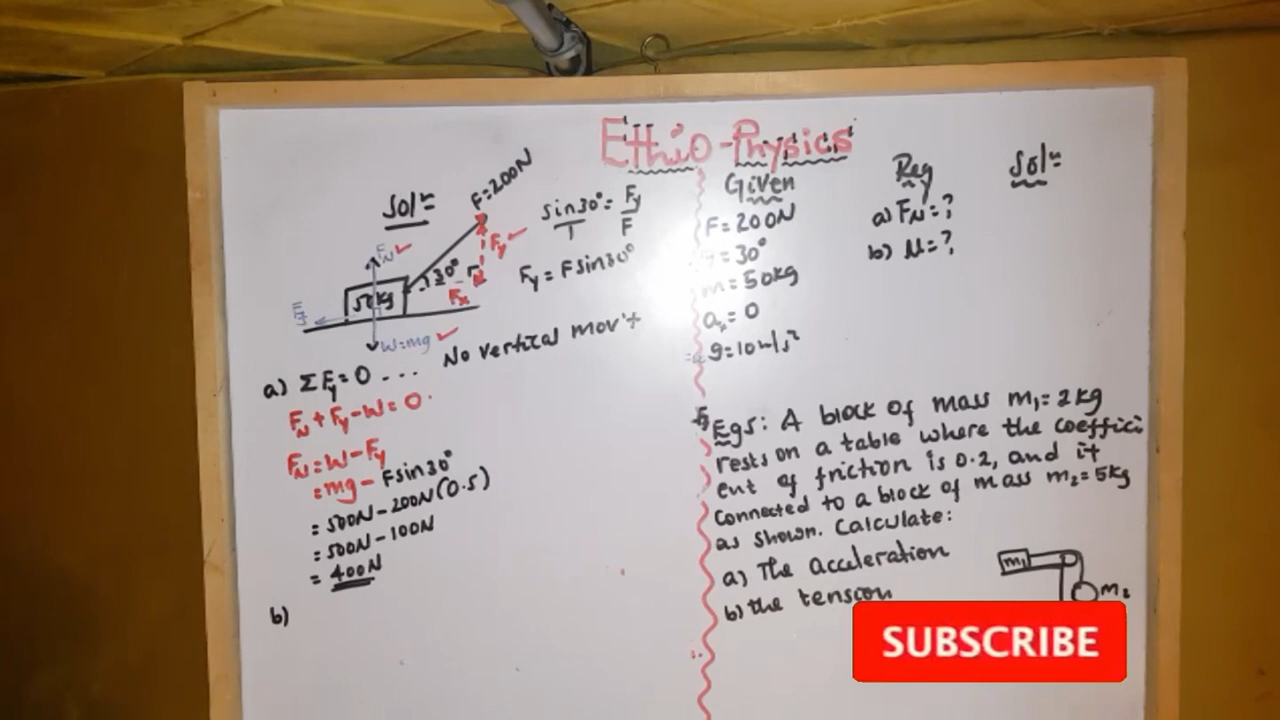 Ethio-Physics
Sol=
F=200N
Sin30°= Fy
1 F
FN
Fy
30°
50kg
Fx
Fy = Fsin30°
W=mg
No vertical mov't
a) ΣFy=0 ....
FN + Fy - W = 0.
FN = W - Fy
= mg - Fsin30°
= 500N - 200N(0.5)
= 500N - 100N
= 400N
b)
Given
F=200N
= 30°
m=50kg
ax=0
g=10m/s²
Req
a) FN=?
b) μ=?
Sol=
Eg5: A block of mass m₁=2kg
rests on a table where the coeffici
ent of friction is 0.2, and it
connected to a block of mass m₂=5kg
as shown. Calculate:
a) The acceleration
b) the tension
m₁
m₂
SUBSCRIBE